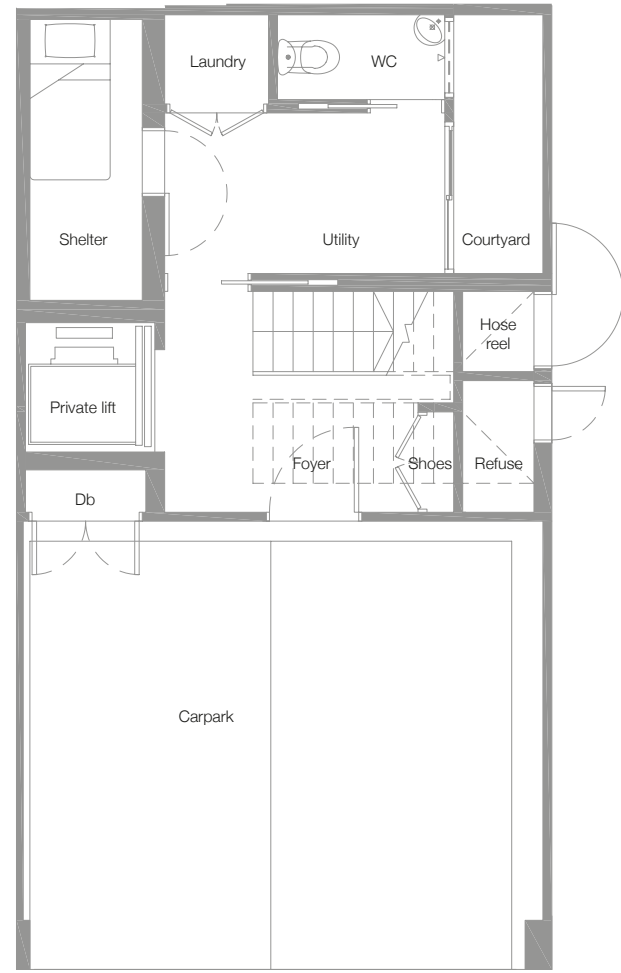 Laundry
WC
Shelter
Utility
Courtyard
Hose
reel
Private lift
Foyer
Shoes
Refuse
Db
Carpark